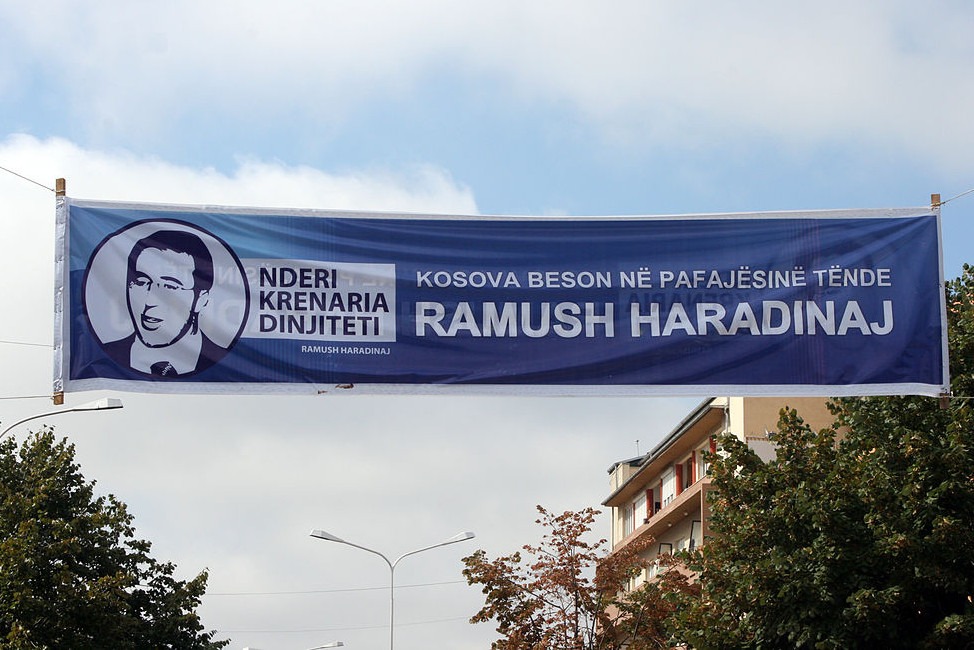 NDERI
KRENARIA
DINJITETI
RAMUSH HARADINAJ
KOSOVA BESON NË PAFAJËSINË TËNDE
RAMUSH HARADINAJ